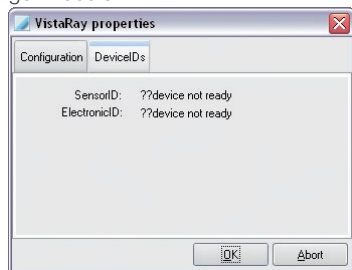 VistaRay properties
Configuration DeviceIDs
SensorID: ??device not ready
ElectronicID: ??device not ready
OK Abort